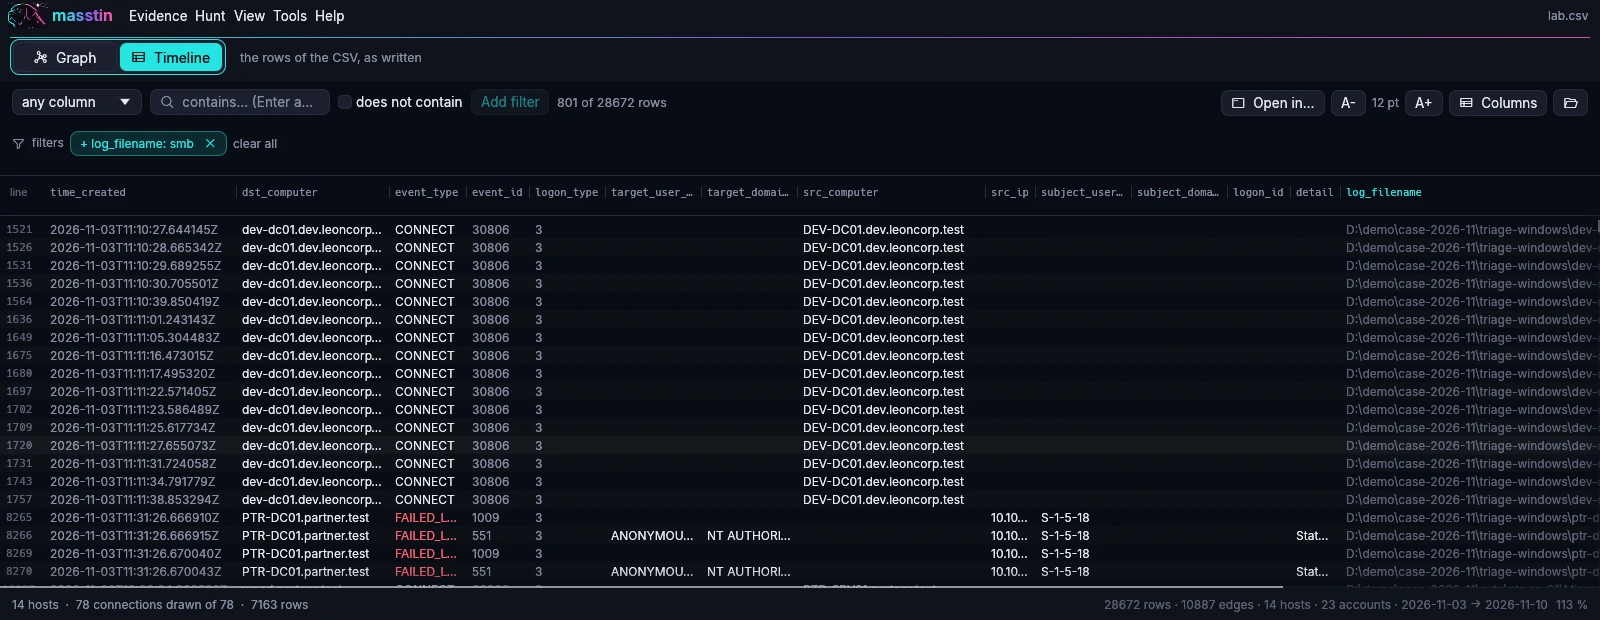 masstin Evidence Hunt View Tools Help lab.csv
Graph Timeline the rows of the CSV, as written
any column contains... (Enter a... does not contain Add filter 801 of 28672 rows Open in... A- 12 pt A+ Columns
filters + log_filename: smb × clear all
line time_created dst_computer event_type event_id logon_type target_user_... target_domai... src_computer src_ip subject_user... subject_doma... logon_id detail log_filename
1521 2026-11-03T11:10:27.644145Z dev-dc01.dev.leoncorp... CONNECT 30806 3 DEV-DC01.dev.leoncorp.test D:\demo\case-2026-11\triage-windows\dev-
1526 2026-11-03T11:10:28.665342Z dev-dc01.dev.leoncorp... CONNECT 30806 3 DEV-DC01.dev.leoncorp.test D:\demo\case-2026-11\triage-windows\dev-
1531 2026-11-03T11:10:29.689255Z dev-dc01.dev.leoncorp... CONNECT 30806 3 DEV-DC01.dev.leoncorp.test D:\demo\case-2026-11\triage-windows\dev-
1536 2026-11-03T11:10:30.705501Z dev-dc01.dev.leoncorp... CONNECT 30806 3 DEV-DC01.dev.leoncorp.test D:\demo\case-2026-11\triage-windows\dev-
1564 2026-11-03T11:10:39.850419Z dev-dc01.dev.leoncorp... CONNECT 30806 3 DEV-DC01.dev.leoncorp.test D:\demo\case-2026-11\triage-windows\dev-
1636 2026-11-03T11:11:01.243143Z dev-dc01.dev.leoncorp... CONNECT 30806 3 DEV-DC01.dev.leoncorp.test D:\demo\case-2026-11\triage-windows\dev-
1649 2026-11-03T11:11:05.304483Z dev-dc01.dev.leoncorp... CONNECT 30806 3 DEV-DC01.dev.leoncorp.test D:\demo\case-2026-11\triage-windows\dev-
1675 2026-11-03T11:11:16.473015Z dev-dc01.dev.leoncorp... CONNECT 30806 3 DEV-DC01.dev.leoncorp.test D:\demo\case-2026-11\triage-windows\dev-
1680 2026-11-03T11:11:17.495320Z dev-dc01.dev.leoncorp... CONNECT 30806 3 DEV-DC01.dev.leoncorp.test D:\demo\case-2026-11\triage-windows\dev-
1697 2026-11-03T11:11:22.571405Z dev-dc01.dev.leoncorp... CONNECT 30806 3 DEV-DC01.dev.leoncorp.test D:\demo\case-2026-11\triage-windows\dev-
1702 2026-11-03T11:11:23.586489Z dev-dc01.dev.leoncorp... CONNECT 30806 3 DEV-DC01.dev.leoncorp.test D:\demo\case-2026-11\triage-windows\dev-
1709 2026-11-03T11:11:25.617734Z dev-dc01.dev.leoncorp... CONNECT 30806 3 DEV-DC01.dev.leoncorp.test D:\demo\case-2026-11\triage-windows\dev-
1720 2026-11-03T11:11:27.655073Z dev-dc01.dev.leoncorp... CONNECT 30806 3 DEV-DC01.dev.leoncorp.test D:\demo\case-2026-11\triage-windows\dev-
1731 2026-11-03T11:11:31.724058Z dev-dc01.dev.leoncorp... CONNECT 30806 3 DEV-DC01.dev.leoncorp.test D:\demo\case-2026-11\triage-windows\dev-
1743 2026-11-03T11:11:34.791779Z dev-dc01.dev.leoncorp... CONNECT 30806 3 DEV-DC01.dev.leoncorp.test D:\demo\case-2026-11\triage-windows\dev-
1757 2026-11-03T11:11:38.853294Z dev-dc01.dev.leoncorp... CONNECT 30806 3 DEV-DC01.dev.leoncorp.test D:\demo\case-2026-11\triage-windows\dev-
8265 2026-11-03T11:31:26.666910Z PTR-DC01.partner.test FAILED_L... 1009 3 10.10... S-1-5-18 D:\demo\case-2026-11\triage-windows\ptr-d
8266 2026-11-03T11:31:26.666915Z PTR-DC01.partner.test FAILED_L... 551 3 ANONYMOU... NT AUTHORI... 10.10... S-1-5-18 Stat... D:\demo\case-2026-11\triage-windows\ptr-d
8269 2026-11-03T11:31:26.670040Z PTR-DC01.partner.test FAILED_L... 1009 3 10.10... S-1-5-18 D:\demo\case-2026-11\triage-windows\ptr-d
8270 2026-11-03T11:31:26.670043Z PTR-DC01.partner.test FAILED_L... 551 3 ANONYMOU... NT AUTHORI... 10.10... S-1-5-18 Stat... D:\demo\case-2026-11\triage-windows\ptr-d
14 hosts · 78 connections drawn of 78 · 7163 rows 28672 rows · 10887 edges · 14 hosts · 23 accounts · 2026-11-03 → 2026-11-10 113 %